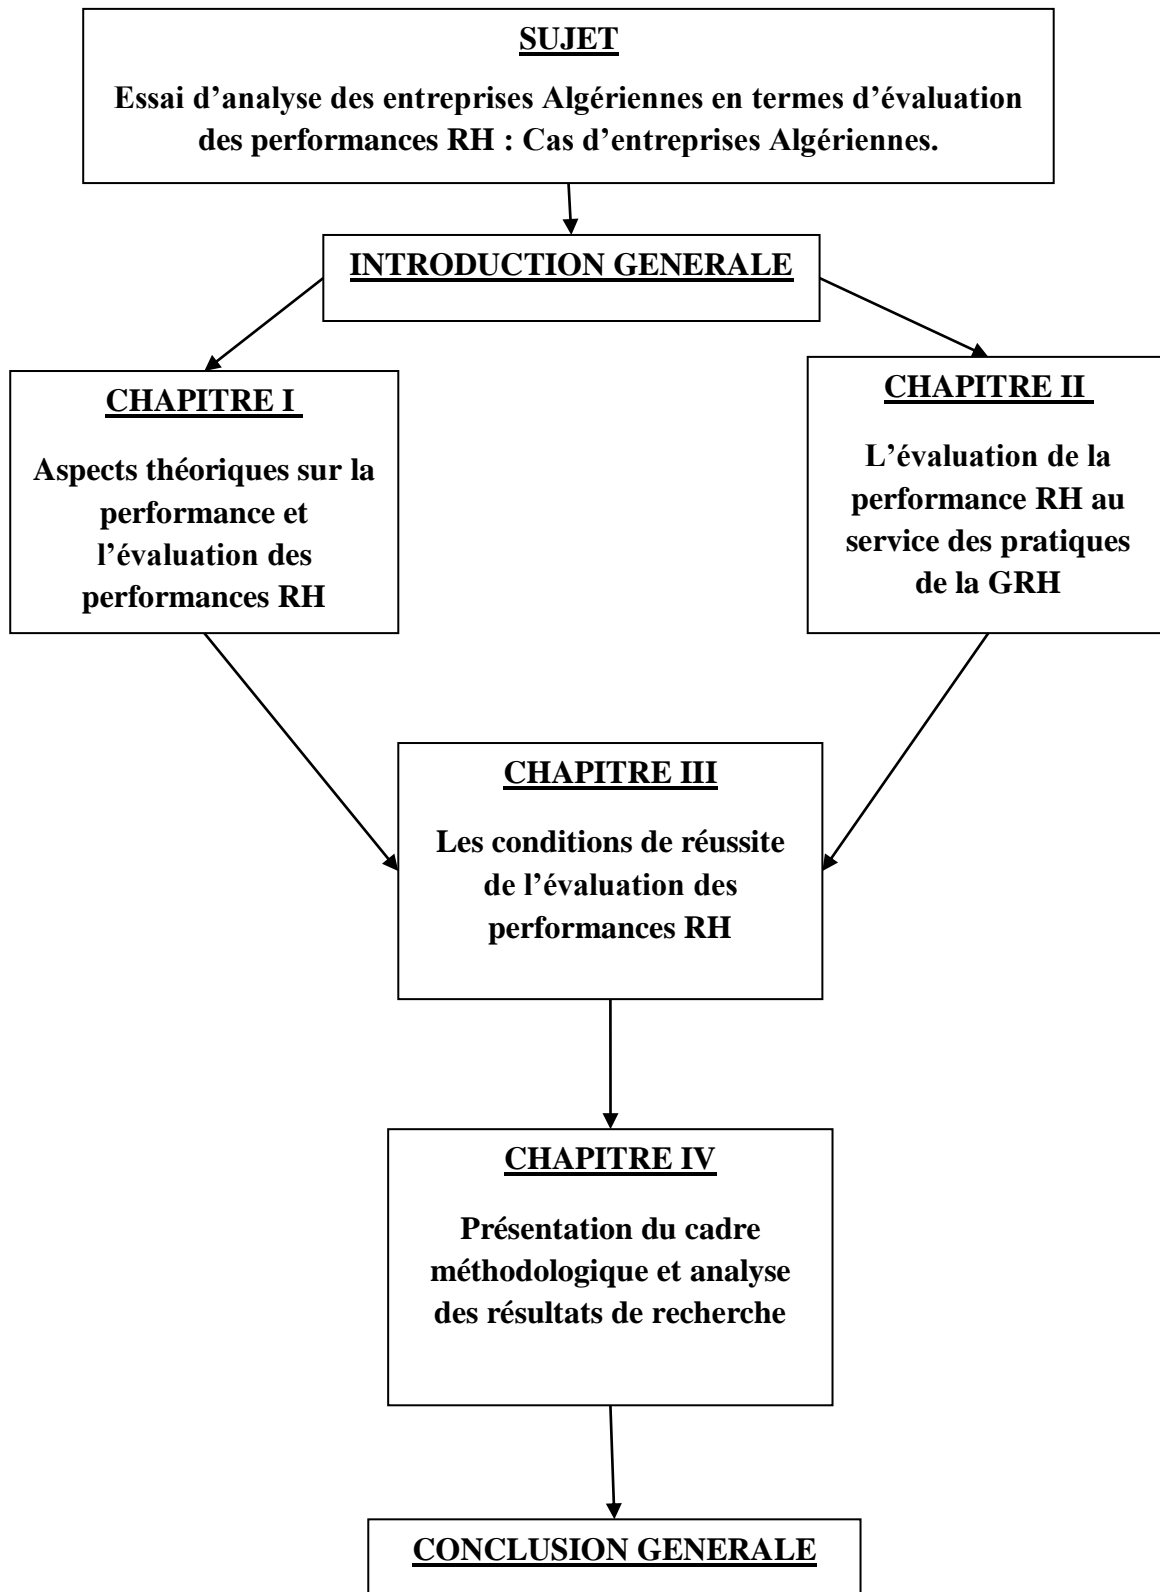 SUJET
Essai d’analyse des entreprises Algériennes en termes d’évaluation
des performances RH : Cas d’entreprises Algériennes.
INTRODUCTION GENERALE
CHAPITRE I
Aspects théoriques sur la
performance et
l’évaluation des
performances RH
CHAPITRE II
L’évaluation de la
performance RH au
service des pratiques
de la GRH
CHAPITRE III
Les conditions de réussite
de l’évaluation des
performances RH
CHAPITRE IV
Présentation du cadre
méthodologique et analyse
des résultats de recherche
CONCLUSION GENERALE